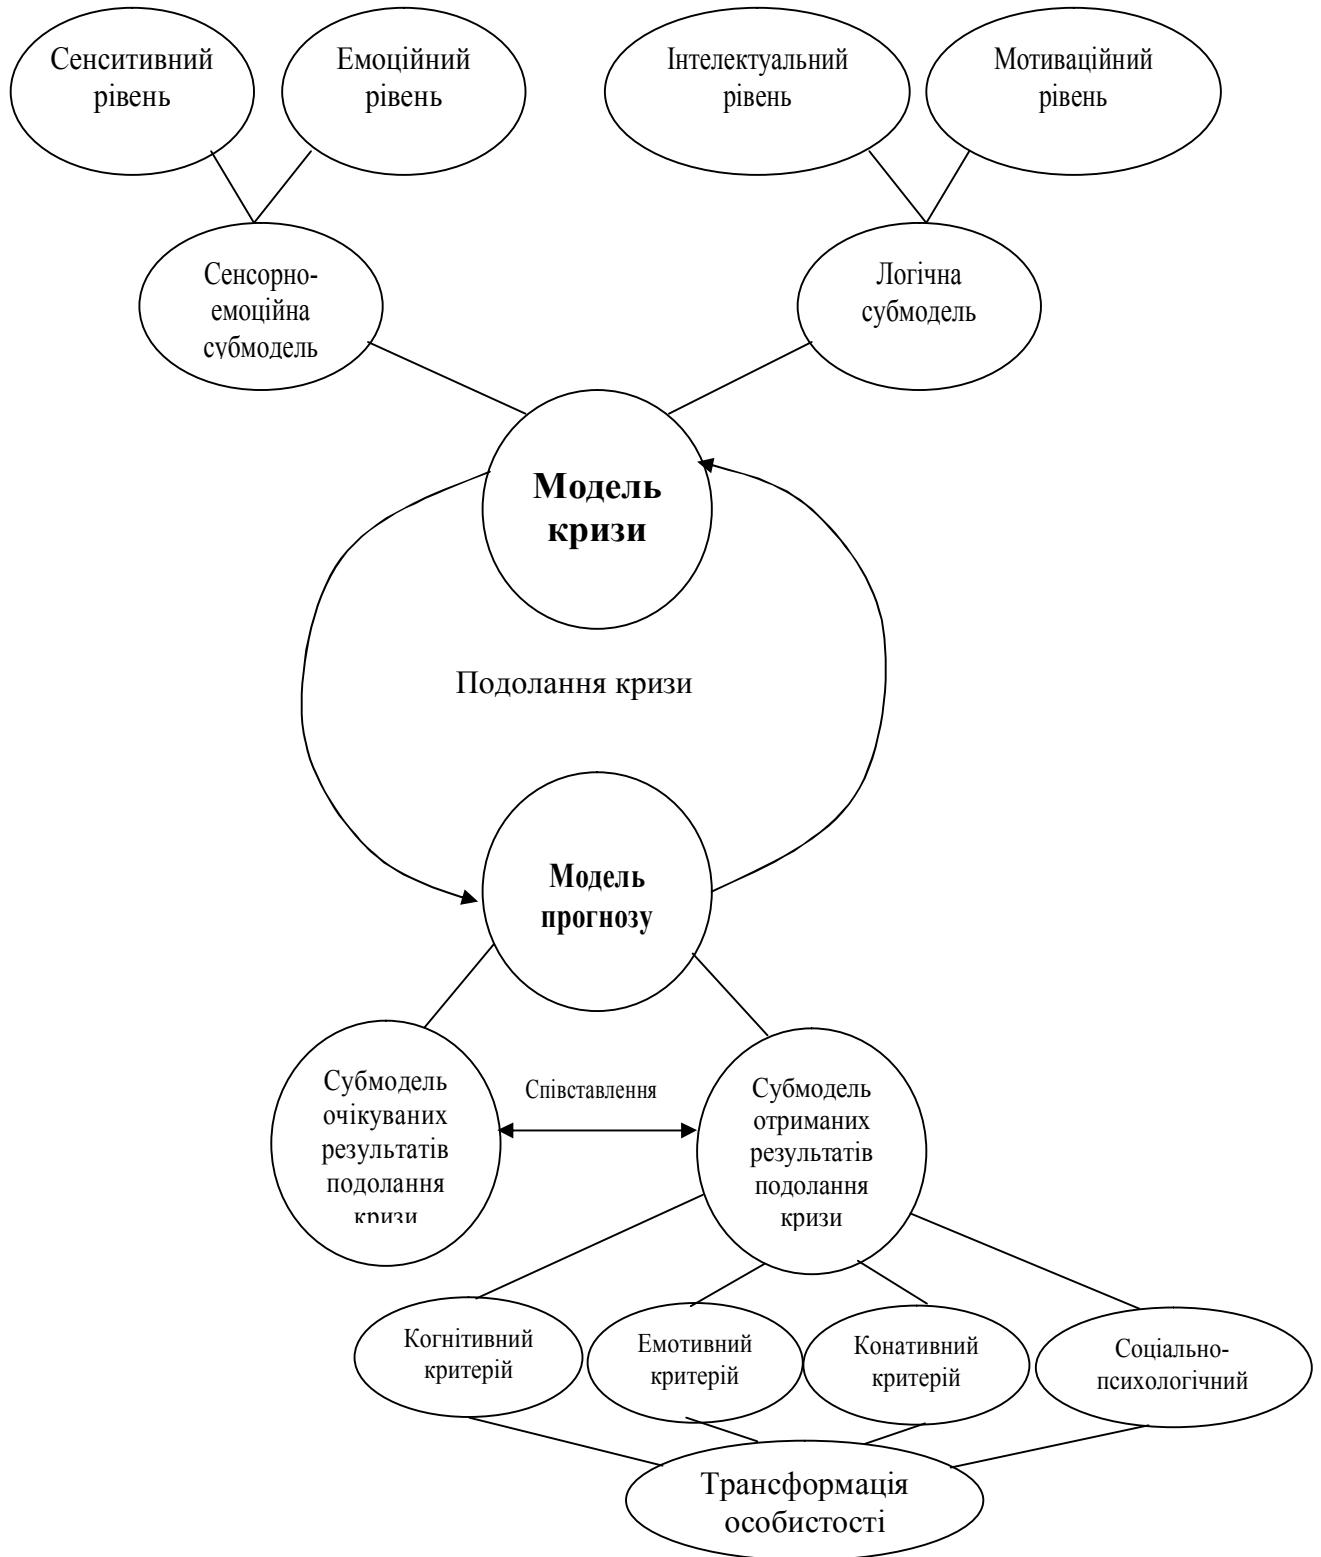 Сенситивний
рівень
Емоційний
рівень
Інтелектуальний
рівень
Мотиваційний
рівень
Сенсорно-
емоційна
субмодель
Логічна
субмодель
Модель
кризи
Подолання кризи
Модель
прогнозу
Субмодель
очікуваних
результатів
подолання
кризи
Співставлення
Субмодель
отриманих
результатів
подолання
кризи
Когнітивний
критерій
Емотивний
критерій
Конативний
критерій
Соціально-
психологічний
Трансформація
особистості